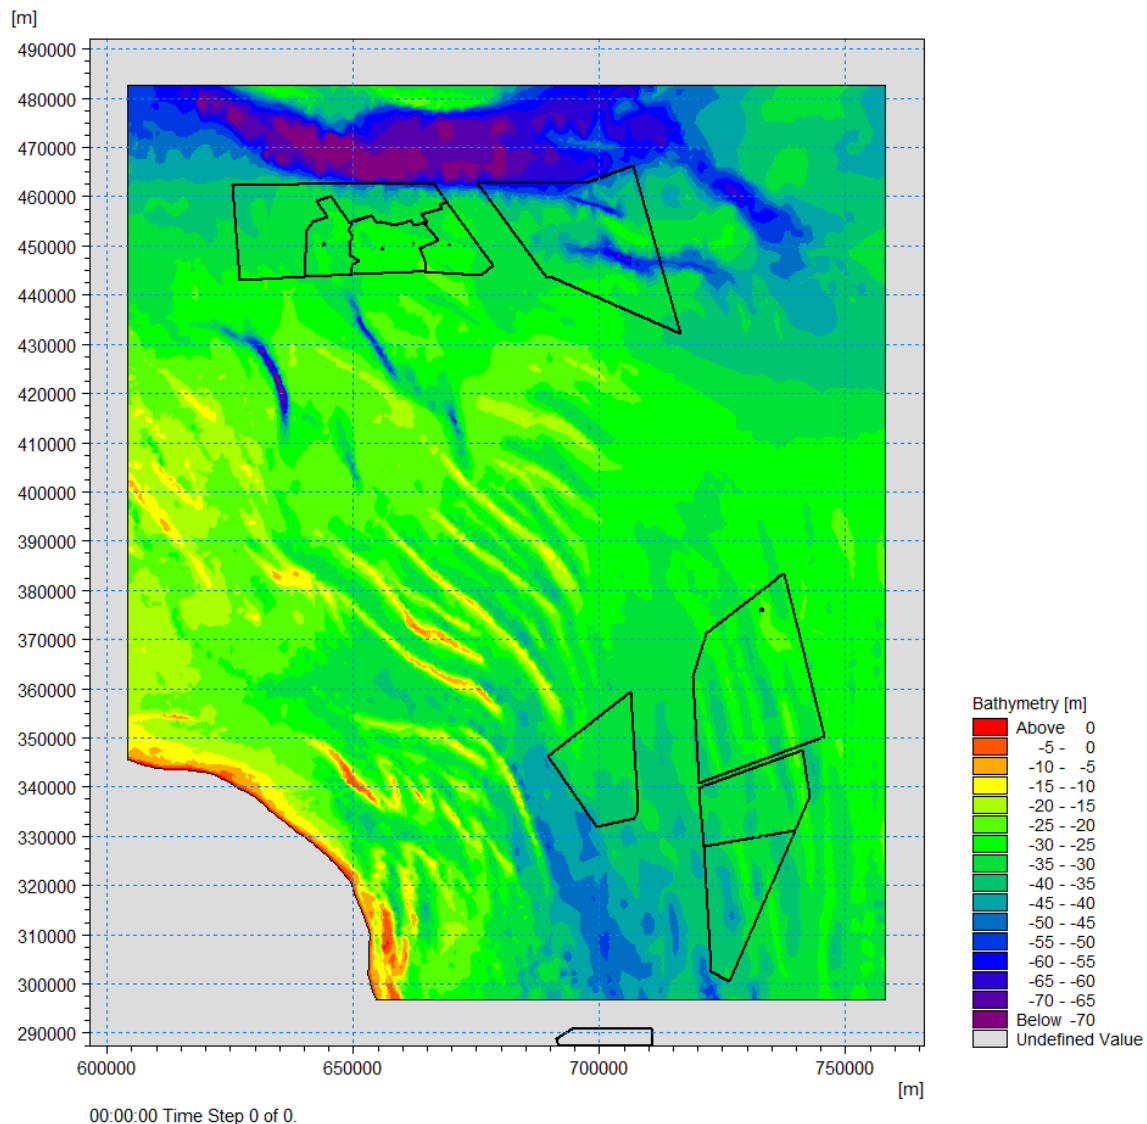 [m]
490000
480000
470000
460000
450000
440000
430000
420000
410000
400000
390000
380000
370000
360000
350000
340000
330000
320000
310000
300000
290000
600000 650000 700000 750000
[m]
00:00:00 Time Step 0 of 0.
Bathymetry [m]
Above 0
-5 - 0
-10 - -5
-15 - -10
-20 - -15
-25 - -20
-30 - -25
-35 - -30
-40 - -35
-45 - -40
-50 - -45
-55 - -50
-60 - -55
-65 - -60
-70 - -65
Below -70
Undefined Value